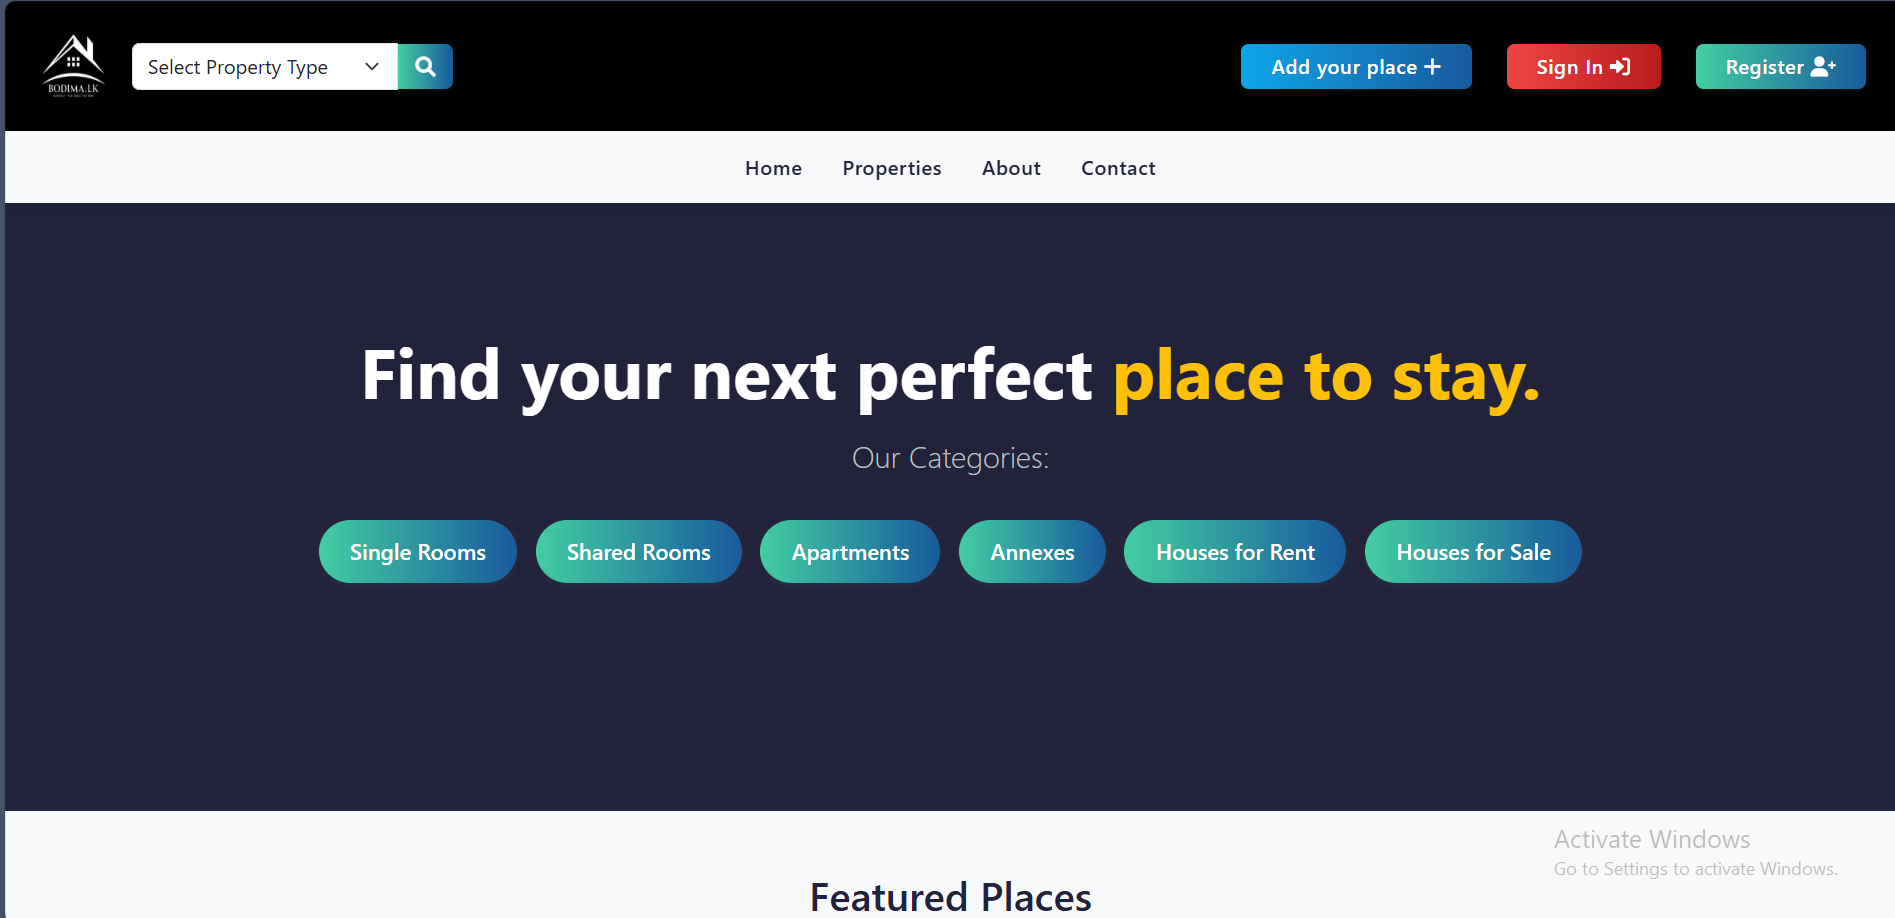 BODIMA.LK
Select Property Type
Add your place
Sign In
Register
Home
Properties
About
Contact
Find your next perfect place to stay.
Our Categories:
Single Rooms
Shared Rooms
Apartments
Annexes
Houses for Rent
Houses for Sale
Activate Windows
Go to Settings to activate Windows.
Featured Places